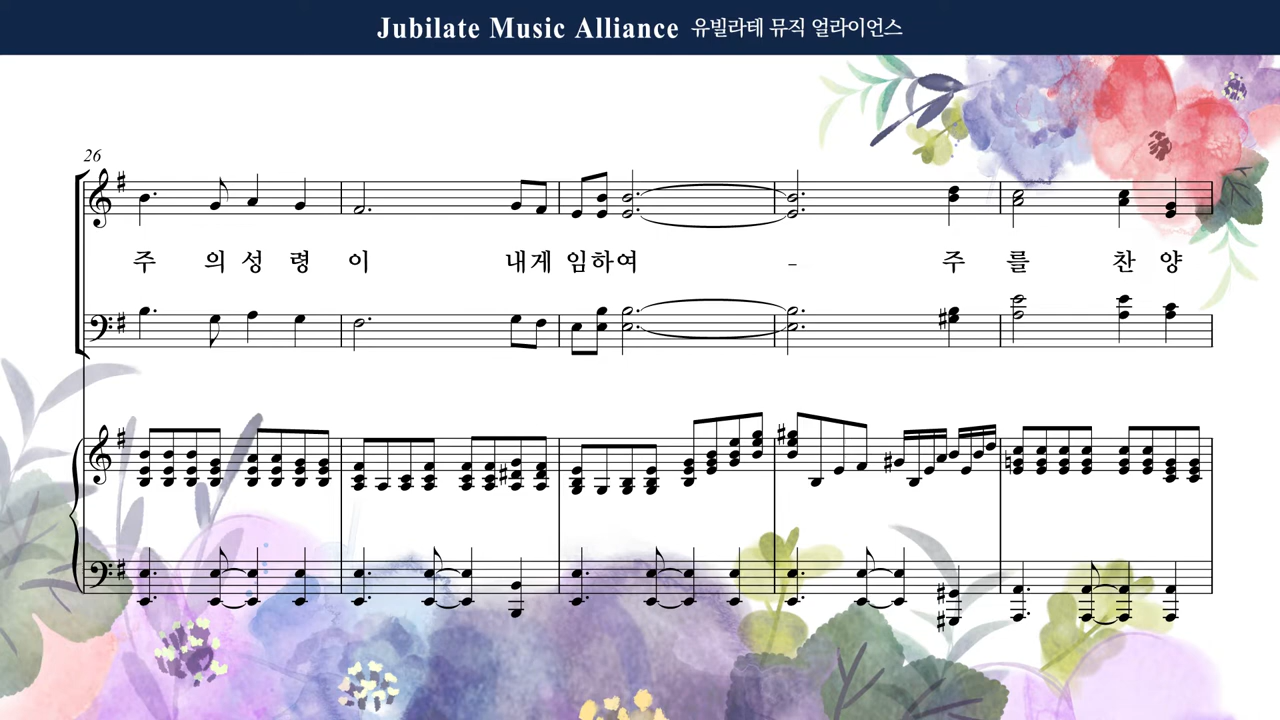 Jubilate Music Alliance 유빌라테 뮤직 얼라이언스
26
주 의 성 령 이 내게 임하여 - 주 를 찬 양